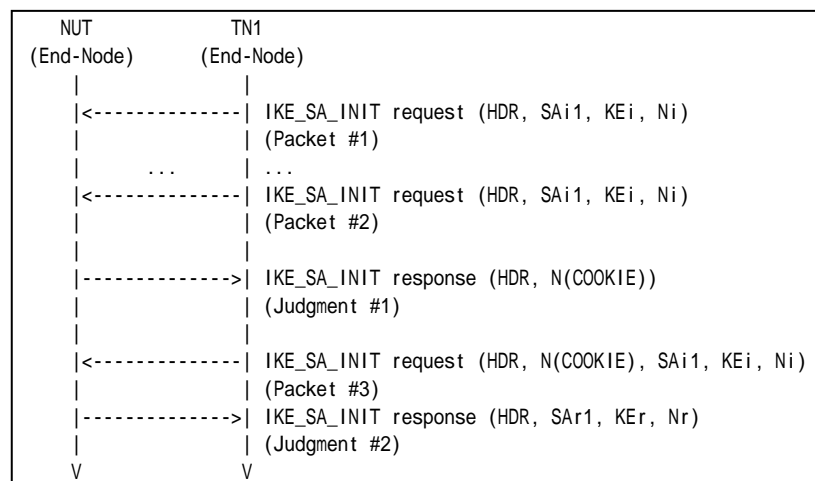 NUT TN1
(End-Node) (End-Node)
| |
|<--------------| IKE_SA_INIT request (HDR, SAi1, KEi, Ni)
| | (Packet #1)
| ... | ...
|<--------------| IKE_SA_INIT request (HDR, SAi1, KEi, Ni)
| | (Packet #2)
| |
|-------------->| IKE_SA_INIT response (HDR, N(COOKIE))
| | (Judgment #1)
| |
|<--------------| IKE_SA_INIT request (HDR, N(COOKIE), SAi1, KEi, Ni)
| | (Packet #3)
|-------------->| IKE_SA_INIT response (HDR, SAr1, KEr, Nr)
| | (Judgment #2)
V V